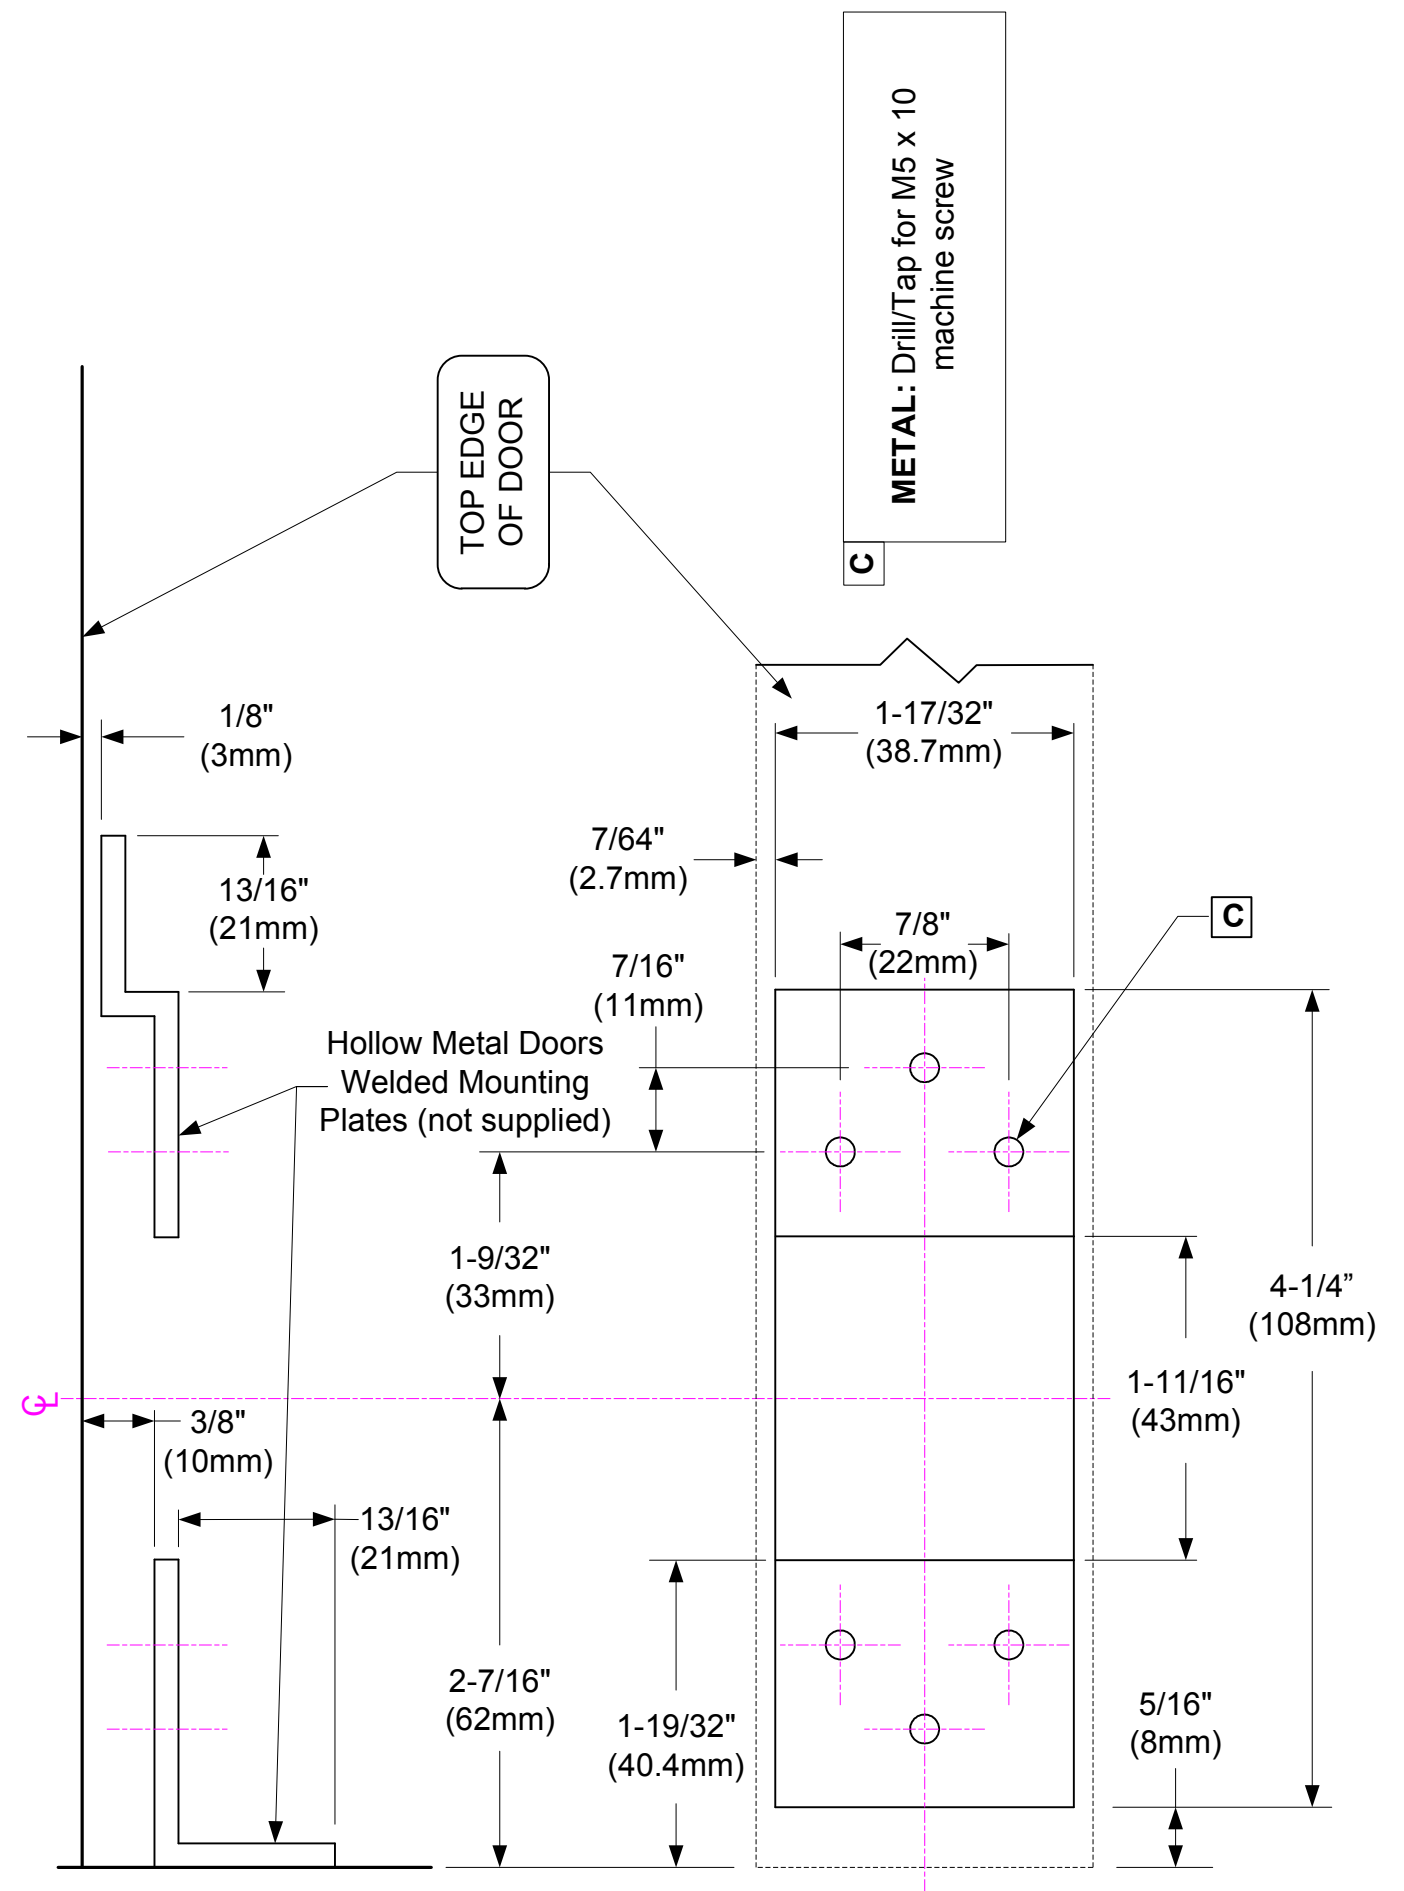 METAL: Drill/Tap for M5 x 10
machine screw
C
TOP EDGE
OF DOOR
1/8"
(3mm)
1-17/32"
(38.7mm)
7/64"
(2.7mm)
13/16"
(21mm)
7/8"
(22mm)
C
7/16"
(11mm)
Hollow Metal Doors
Welded Mounting
Plates (not supplied)
1-9/32"
(33mm)
4-1/4”
(108mm)
1-11/16"
(43mm)
CL
3/8"
(10mm)
13/16"
(21mm)
2-7/16"
(62mm)
1-19/32"
(40.4mm)
5/16"
(8mm)